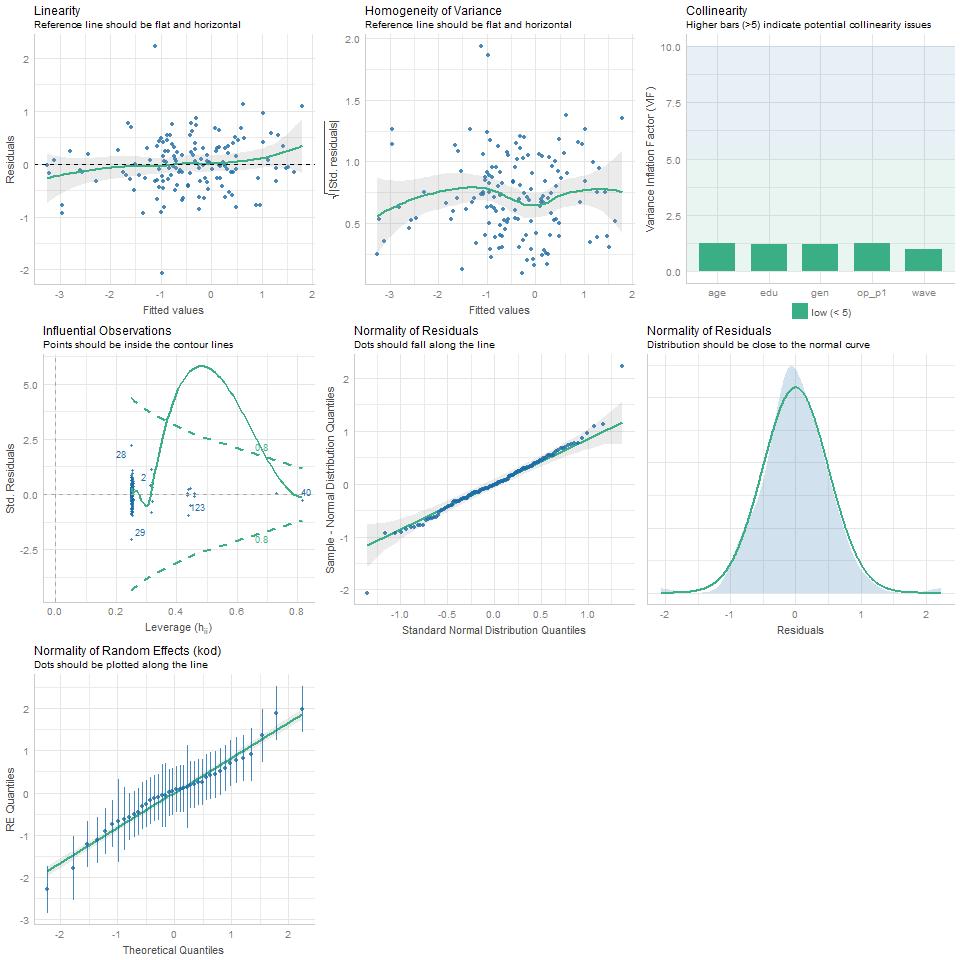 Linearity
Reference line should be flat and horizontal
Residuals
2
1
0
-1
-2
-3
-2
-1
0
1
2
Fitted values
Homogeneity of Variance
Reference line should be flat and horizontal
√|Std. residuals|
2.0
1.5
1.0
0.5
-3
-2
-1
0
1
2
Fitted values
Collinearity
Higher bars (>5) indicate potential collinearity issues
Variance Inflation Factor (VIF)
10.0
7.5
5.0
2.5
0.0
age
edu
gen
op_p1
wave
low (< 5)
Influential Observations
Points should be inside the contour lines
Std. Residuals
5.0
2.5
0.0
-2.5
28
2
29
123
40
0.8
0.8
0.0
0.2
0.4
0.6
0.8
Leverage (hii)
Normality of Residuals
Dots should fall along the line
Sample - Normal Distribution Quantiles
2
1
0
-1
-2
-1.0
-0.5
0.0
0.5
1.0
Standard Normal Distribution Quantiles
Normality of Residuals
Distribution should be close to the normal curve
-2
-1
0
1
2
Residuals
Normality of Random Effects (kod)
Dots should be plotted along the line
RE Quantiles
2
1
0
-1
-2
-3
-2
-1
0
1
2
Theoretical Quantiles